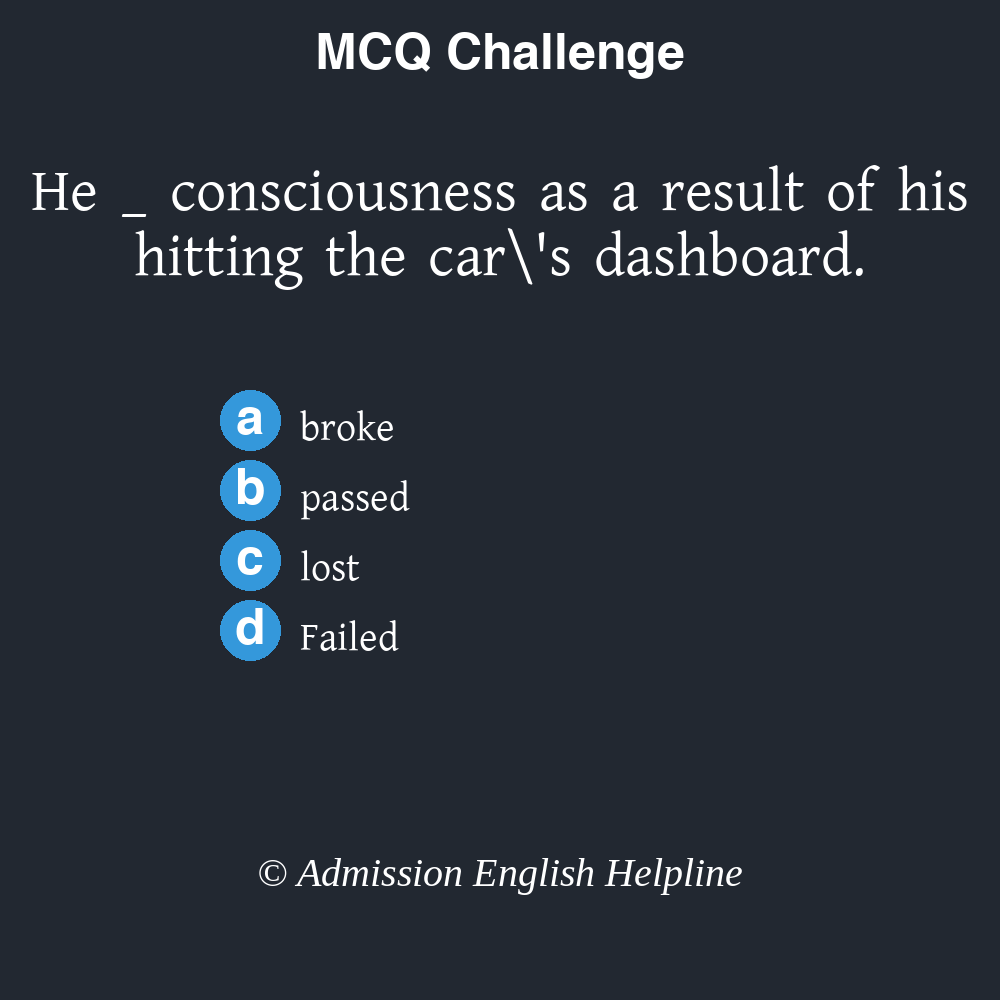 MCQ Challenge
He _ consciousness as a result of his
hitting the car\'s dashboard.
a broke
b passed
c lost
d Failed
© Admission English Helpline